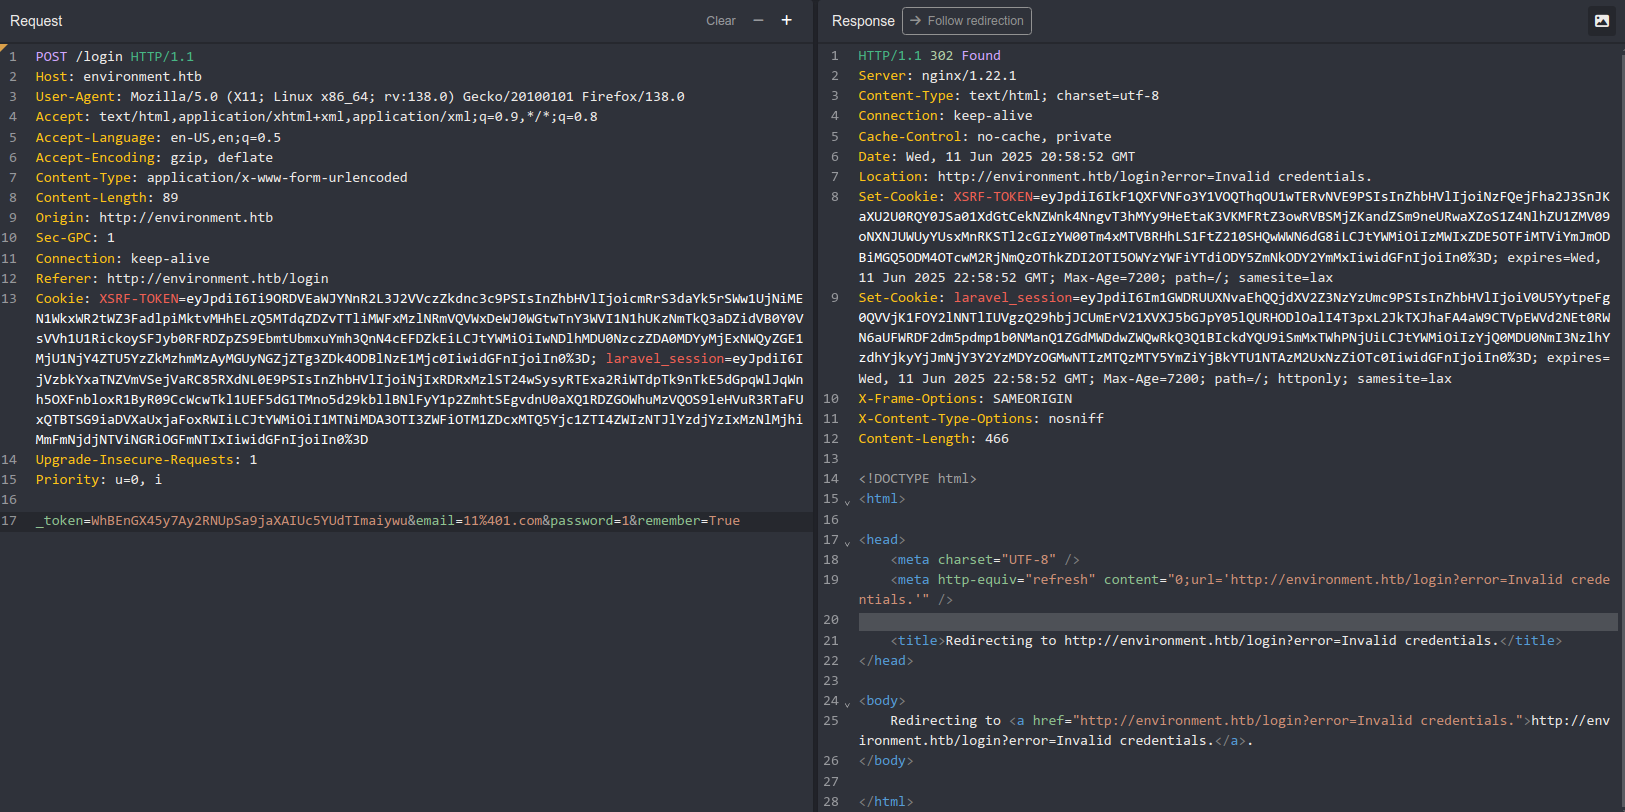 Request
Clear
1 POST /login HTTP/1.1
2 Host: environment.htb
3 User-Agent: Mozilla/5.0 (X11; Linux x86_64; rv:138.0) Gecko/20100101 Firefox/138.0
4 Accept: text/html,application/xhtml+xml,application/xml;q=0.9,*/*;q=0.8
5 Accept-Language: en-US,en;q=0.5
6 Accept-Encoding: gzip, deflate
7 Content-Type: application/x-www-form-urlencoded
8 Content-Length: 89
9 Origin: http://environment.htb
10 Sec-GPC: 1
11 Connection: keep-alive
12 Referer: http://environment.htb/login
13 Cookie: XSRF-TOKEN=eyJpdiI6Ii9ORDVEaWJYNnR2L3J2VVczZkdnc3c9PSIsInZhbHVlIjoicmRrS3daYk5rSWw1UjNiME
N1WkxWR2tWZ3FadlpiMktvMHhELzQ5MTdqZDZvTTliMWFxMzlNRmVQVWxDeWJ0WGtwTnY3WVI1N1hUKzNmTkQ3aDZidVB0Y0V
sVVh1U1RickoySFJyb0RFRDZpZS9EbmtUbmxuYmh3QnN4cEFDZkEiLCJtYWMiOiIwNDlhMDU0NzczZDA0MDYyMjExNWQyZGE1
MjU1NjY4ZTU5YzZkMzhmMzAyMGUyNGZjZTg3ZDk4ODBlNzE1Mjc0IiwidGFnIjoiIn0%3D; laravel_session=eyJpdiI6I
jVzbkYxaTNZVmVSejVaRC85RXdNL0E9PSIsInZhbHVlIjoiNjIxRDRxMzlST24wSysyRTExa2RiWTdpTk9nTkE5dGpqWlJqWn
h5OXFnbloxR1ByR09CcWcwTkl1UEF5dG1TMno5d29kbllBNlFyY1p2ZmhtSEgvdnU0aXQ1RDZGOWhuMzVQOS9leHVuR3RTaFU
xQTBTSG9iaDVXaUxjaFoxRWIiLCJtYWMiOiI1MTNiMDA3OTI3ZWFiOTM1ZDcxMTQ5Yjc1ZTI4ZWIzNTJlYzdjYzIxMzNlMjhi
MmFmNjdjNTViNGRiOGFmNTIxIiwidGFnIjoiIn0%3D
14 Upgrade-Insecure-Requests: 1
15 Priority: u=0, i
16
17 _token=WhBEnGX45y7Ay2RNUpSa9jaXAIUc5YUdTImaiywu&email=11%401.com&password=1&remember=True
Response
Follow redirection
1 HTTP/1.1 302 Found
2 Server: nginx/1.22.1
3 Content-Type: text/html; charset=utf-8
4 Connection: keep-alive
5 Cache-Control: no-cache, private
6 Date: Wed, 11 Jun 2025 20:58:52 GMT
7 Location: http://environment.htb/login?error=Invalid credentials.
8 Set-Cookie: XSRF-TOKEN=eyJpdiI6IkF1QXFVNFo3Y1VOQThqOU1wTERvNVE9PSIsInZhbHVlIjoiNzFQejFha2J3SnJK
aXU2U0RQY0JSa01XdGtCekNZWnk4NngvT3hMYy9HeEtaK3VKMFRtZ3owRVBSMjZKandZSm9neURwaXZoS1Z4NlhZU1ZMV09
oNXNJUWUyYUsxMnRKSTl2cGIzYW00Tm4xMTVBRHhLS1FtZ210SHQwWWN6dG8iLCJtYWMiOiIzMWIxZDE5OTFiMTViYmJmOD
BiMGQ5ODM4OTcwM2RjNmQzOThkZDI2OTI5OWYzYWFiYTdiODY5ZmNkODY2YmMxIiwidGFnIjoiIn0%3D; expires=Wed,
11 Jun 2025 22:58:52 GMT; Max-Age=7200; path=/; samesite=lax
9 Set-Cookie: laravel_session=eyJpdiI6Im1GWDRUUXNvaEhQQjdXV2Z3NzYzUmc9PSIsInZhbHVlIjoiV0U5YytpeFg
0QVVjK1FOY2lNNTlIUVgzQ29hbjJCUmErV21XVXJ5bGJpY05lQURHODlOalI4T3pxL2JkTXJhaFA4aW9CTVpEWVd2NEt0RW
N6aUFWRDF2dm5pdmp1b0NManQ1ZGdMWDdwZWQwRkQ3Q1BIckdYQU9iSmMxTWhPNjUiLCJtYWMiOiIzYjQ0MDU0NmI3NzlhY
zdhYjkyYjJmNjY3Y2YzMDYzOGMwNTIzMTQzMTY5YmZiYjBkYTU1NTAzM2UxNzZiOTc0IiwidGFnIjoiIn0%3D; expires=
Wed, 11 Jun 2025 22:58:52 GMT; Max-Age=7200; path=/; httponly; samesite=lax
10 X-Frame-Options: SAMEORIGIN
11 X-Content-Type-Options: nosniff
12 Content-Length: 466
13
14 <!DOCTYPE html>
15 <html>
16
17 <head>
18 <meta charset="UTF-8" />
19 <meta http-equiv="refresh" content="0;url='http://environment.htb/login?error=Invalid crede
ntials.'" />
20
21 <title>Redirecting to http://environment.htb/login?error=Invalid credentials.</title>
22 </head>
23
24 <body>
25 Redirecting to <a href="http://environment.htb/login?error=Invalid credentials.">http://env
ironment.htb/login?error=Invalid credentials.</a>.
26 </body>
27
28 </html>